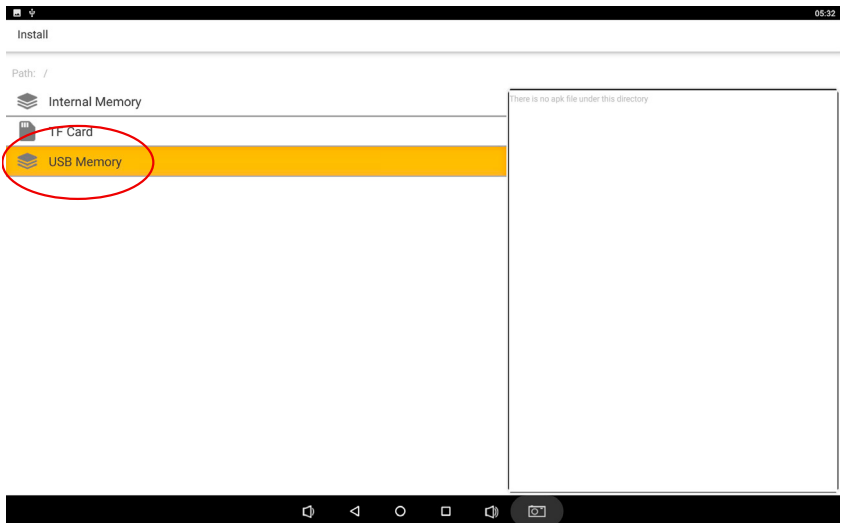 05:32
Install
Path: /
Internal Memory
TF Card
USB Memory
There is no apk file under this directory